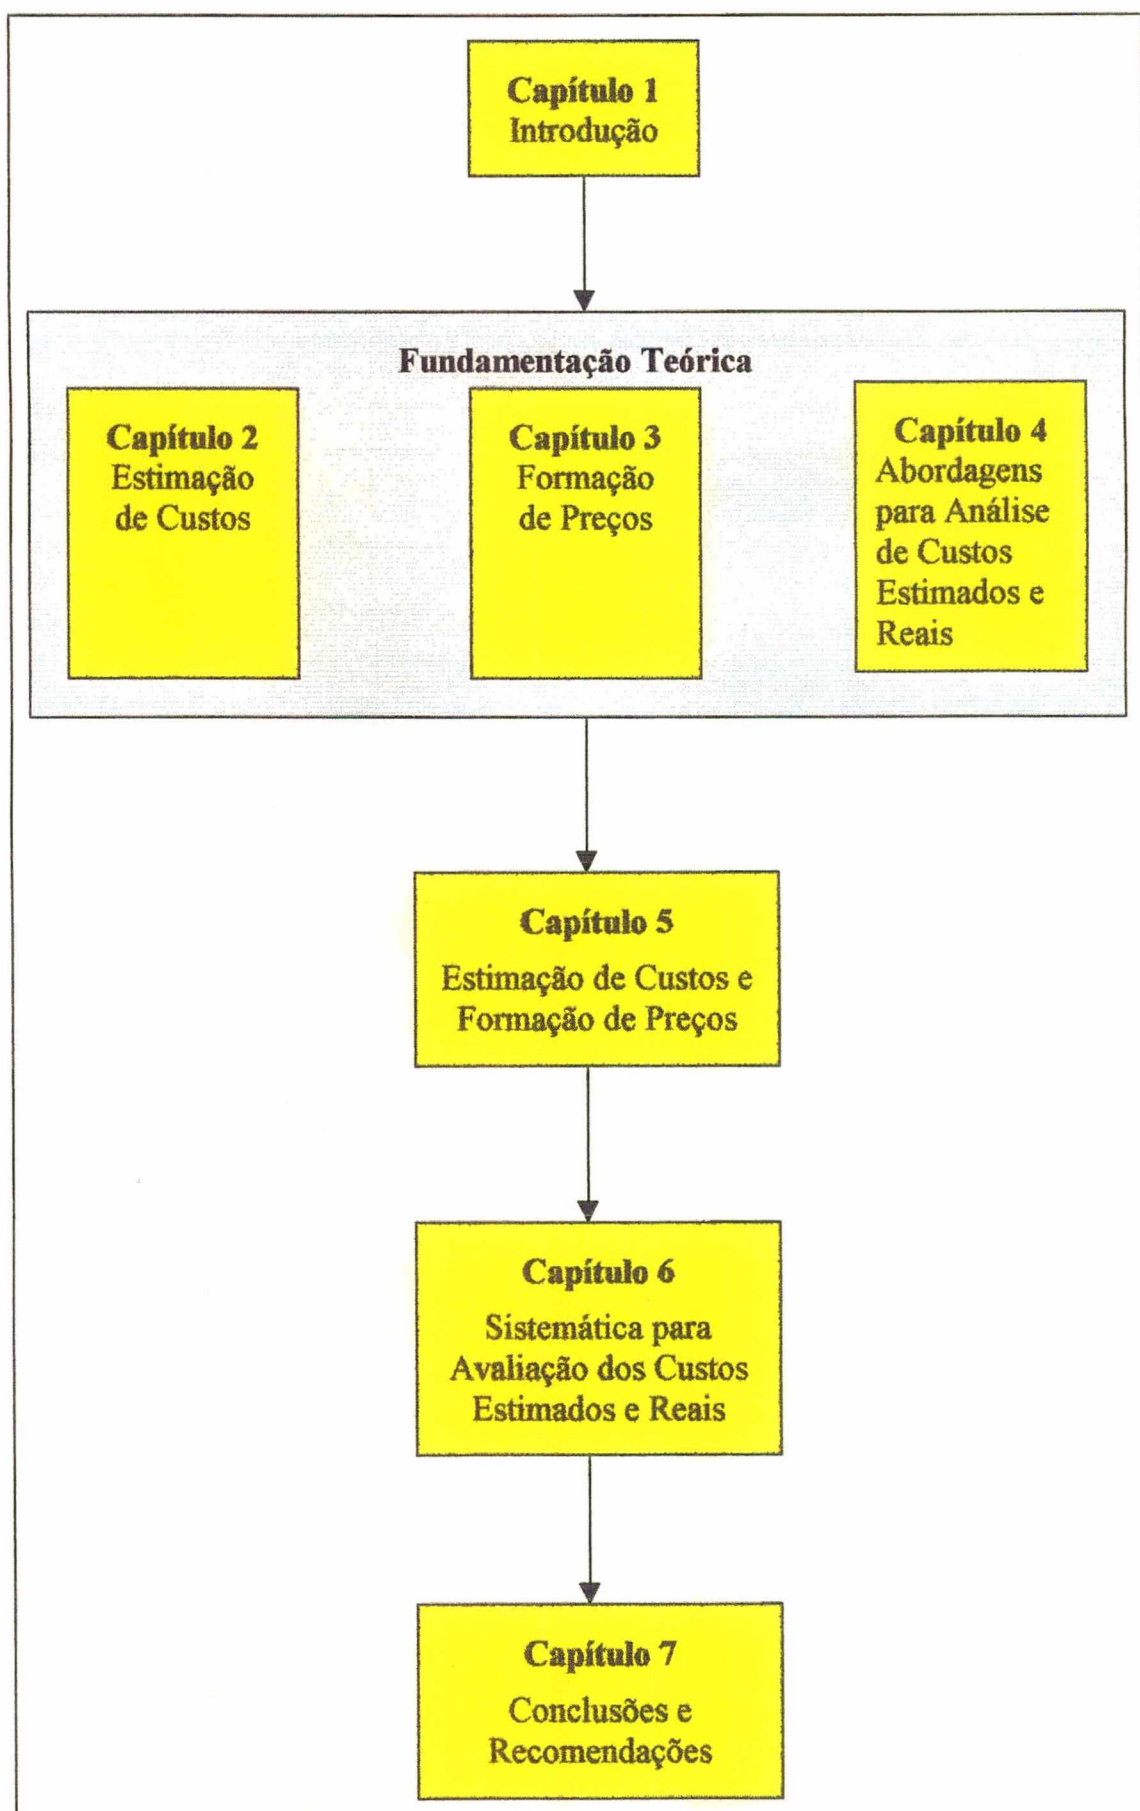 Capítulo 1
Introdução
Fundamentação Teórica
Capítulo 2
Estimação
de Custos
Capítulo 3
Formação
de Preços
Capítulo 4
Abordagens
para Análise
de Custos
Estimados e
Reais
Capítulo 5
Estimação de Custos e
Formação de Preços
Capítulo 6
Sistemática para
Avaliação dos Custos
Estimados e Reais
Capítulo 7
Conclusões e
Recomendações